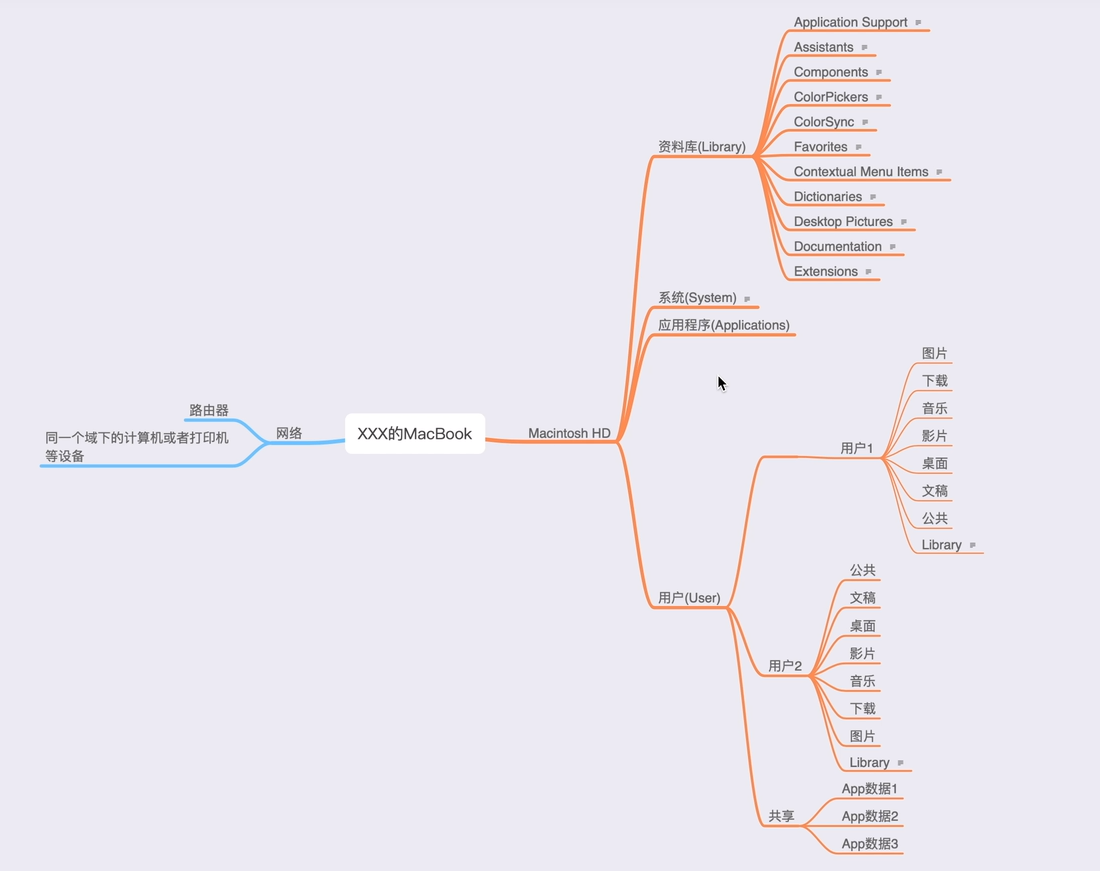 Application Support
Assistants
Components
ColorPickers
ColorSync
资料库(Library)
Favorites
Contextual Menu Items
Dictionaries
Desktop Pictures
Documentation
Extensions
系统(System)
应用程序(Applications)
路由器
同一个域下的计算机或者打印机
等设备
网络
XXX的MacBook
Macintosh HD
图片
下载
音乐
影片
用户1
桌面
文稿
公共
Library
用户(User)
公共
文稿
桌面
影片
用户2
音乐
下载
图片
Library
共享
App数据1
App数据2
App数据3